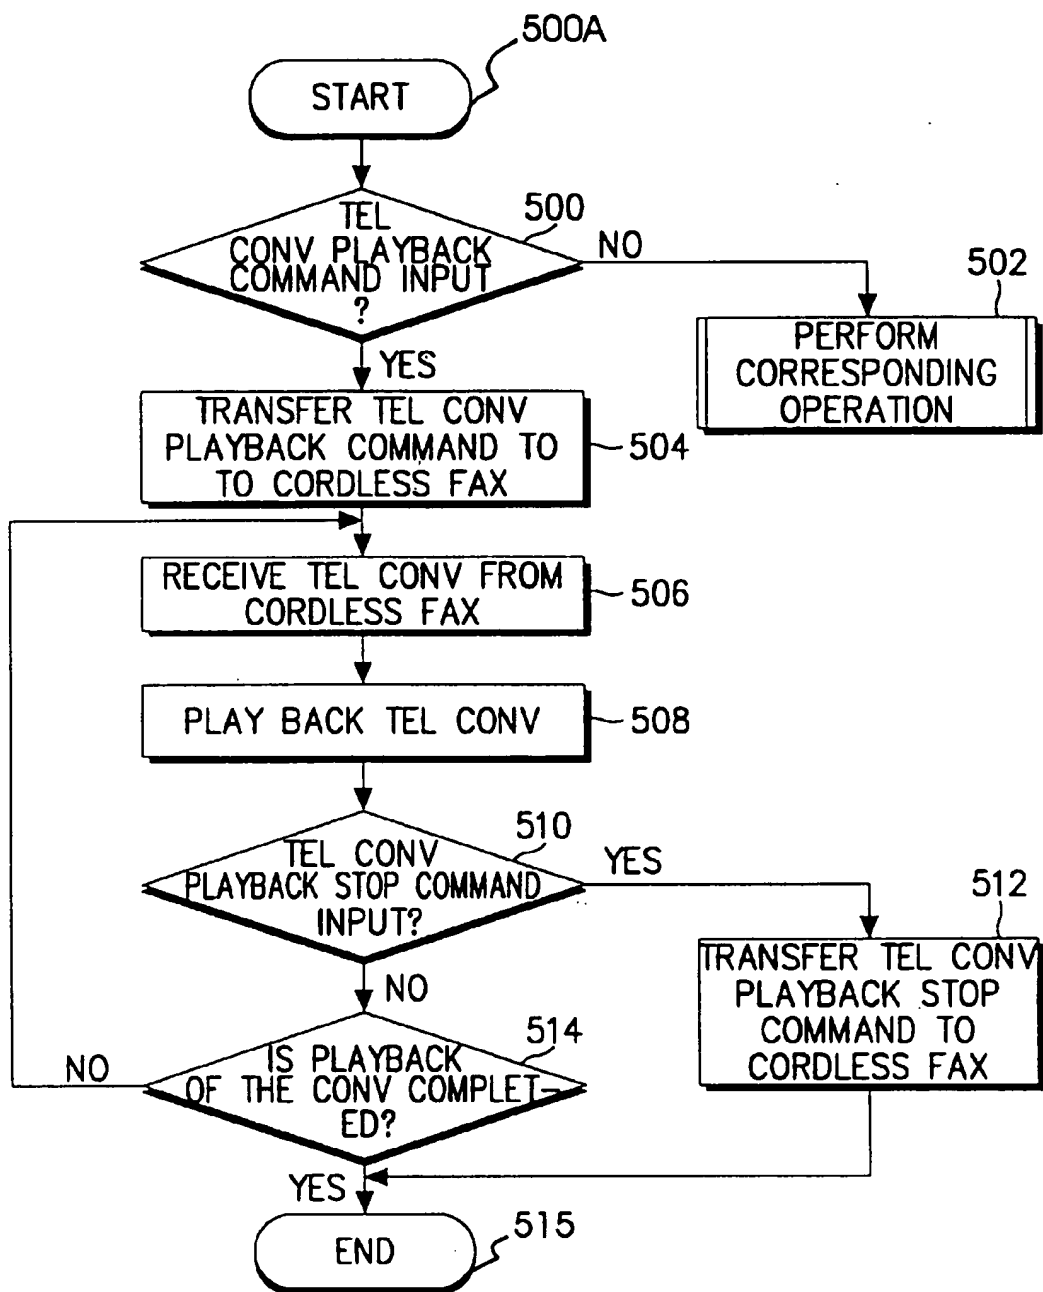 500A
START
500
TEL
CONV PLAYBACK
COMMAND INPUT
?
NO
502
PERFORM
CORRESPONDING
OPERATION
YES
TRANSFER TEL CONV
PLAYBACK COMMAND TO
TO CORDLESS FAX
504
RECEIVE TEL CONV FROM
CORDLESS FAX
506
PLAY BACK TEL CONV
508
510
TEL CONV
PLAYBACK STOP COMMAND
INPUT?
YES
512
TRANSFER TEL CONV
PLAYBACK STOP
COMMAND TO
CORDLESS FAX
NO
514
IS PLAYBACK
OF THE CONV COMPLET-
ED?
NO
YES
END
515